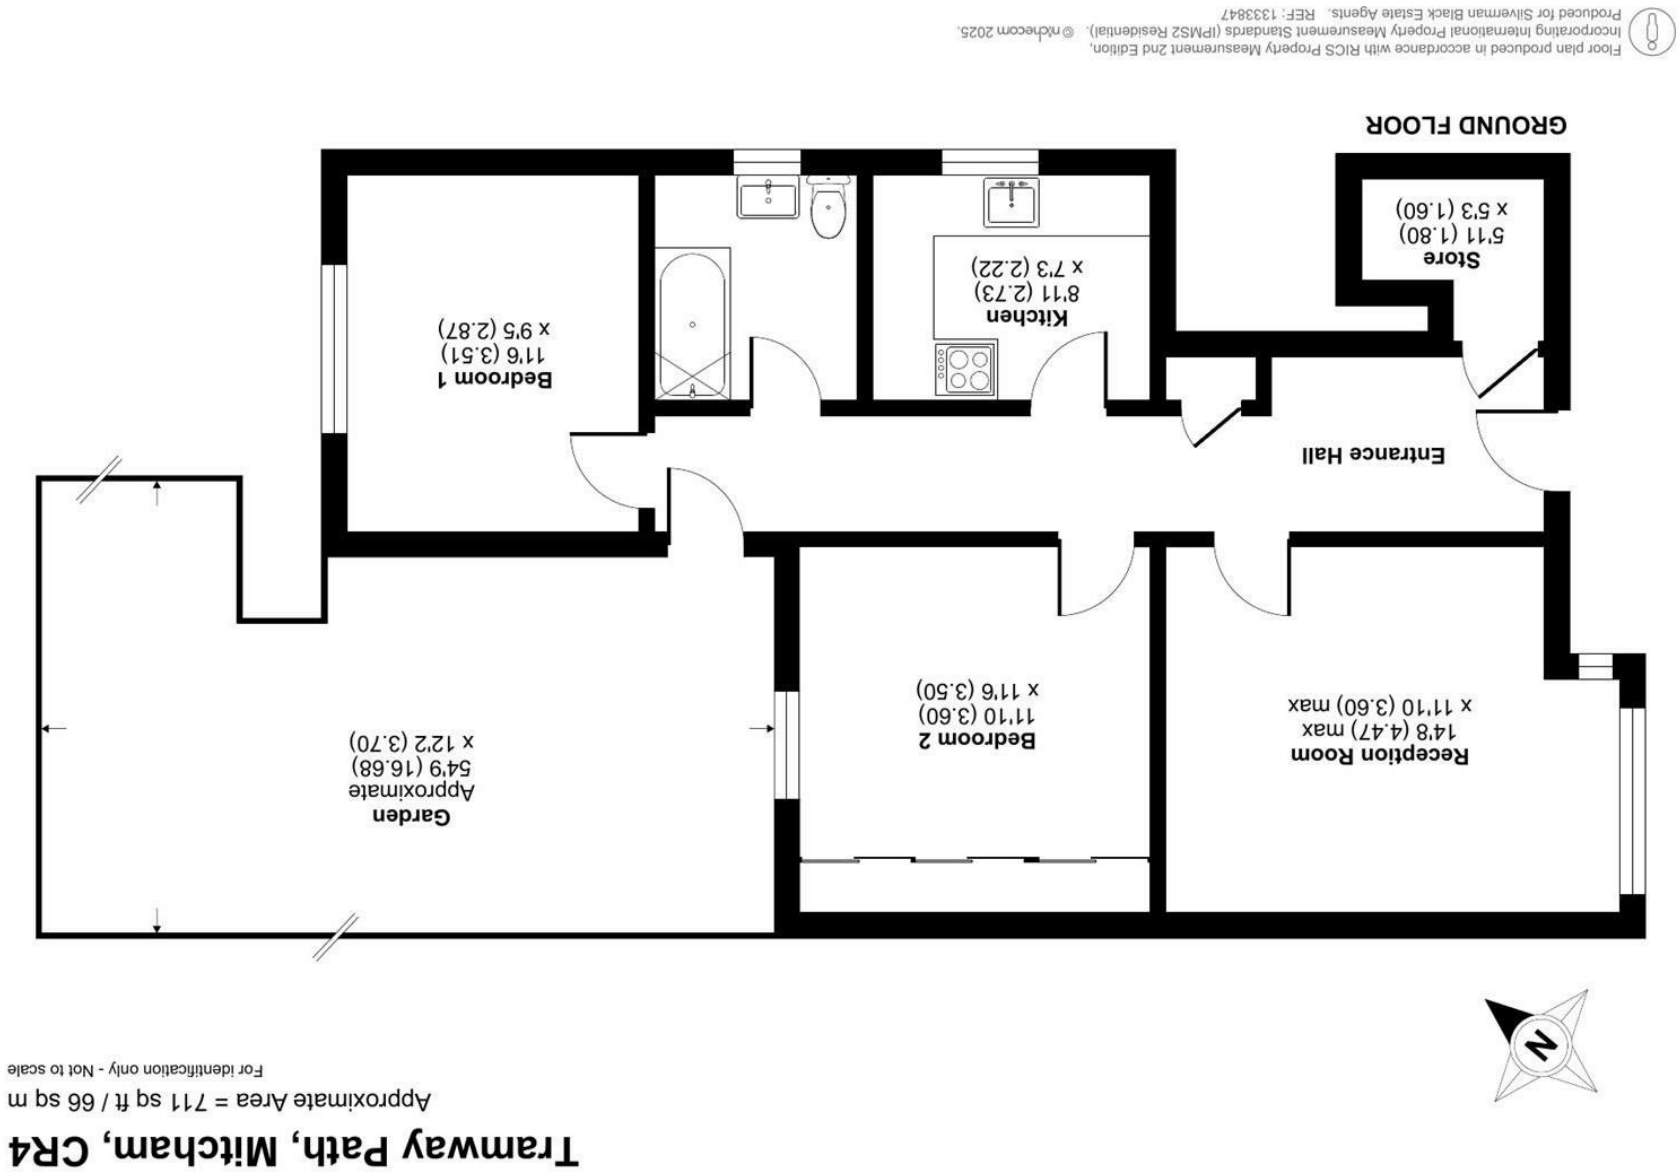 Tramway Path, Mitcham, CR4
Approximate Area = 711 sq ft / 66 sq m
For identification only - Not to scale
N
Garden
Approximate
54'9 (16.68)
x 12'2 (3.70)
Reception Room
14'8 (4.47) max
x 11'10 (3.60) max
Bedroom 2
11'10 (3.60)
x 11'6 (3.50)
Entrance Hall
Bedroom 1
11'6 (3.51)
x 9'5 (2.87)
Kitchen
8'11 (2.73)
x 7'3 (2.22)
Store
5'11 (1.80)
x 5'3 (1.60)
GROUND FLOOR
Floor plan produced in accordance with RICS Property Measurement 2nd Edition,
Incorporating International Property Measurement Standards (IPMS2 Residential). © nichecom 2025.
Produced for Silverman Black Estate Agents. REF: 1333847